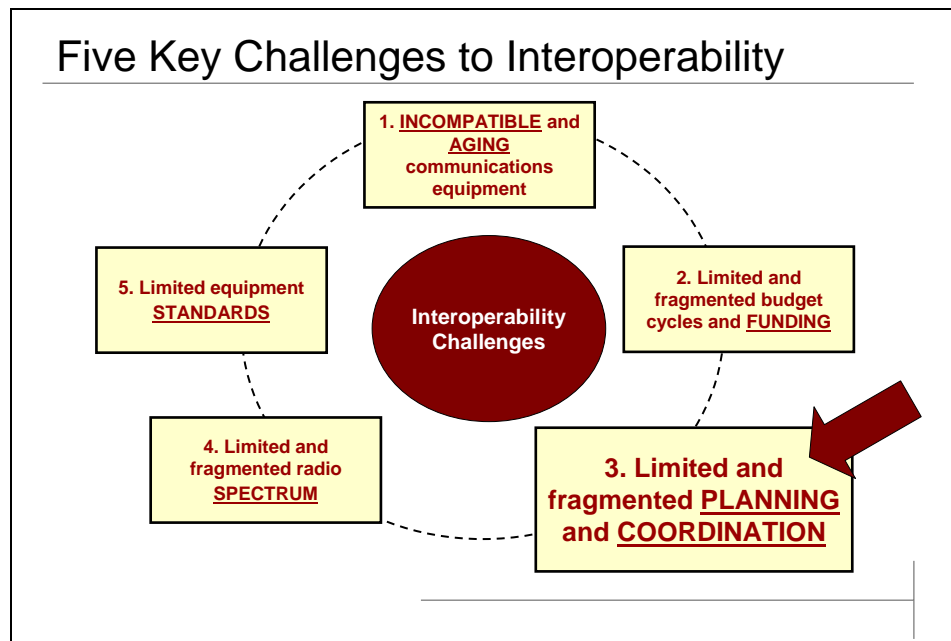 Five Key Challenges to Interoperability
1. INCOMPATIBLE and
AGING
communications
equipment
2. Limited and
fragmented budget
cycles and FUNDING
3. Limited and
fragmented PLANNING
and COORDINATION
4. Limited and
fragmented radio
SPECTRUM
5. Limited equipment
STANDARDS
Interoperability
Challenges